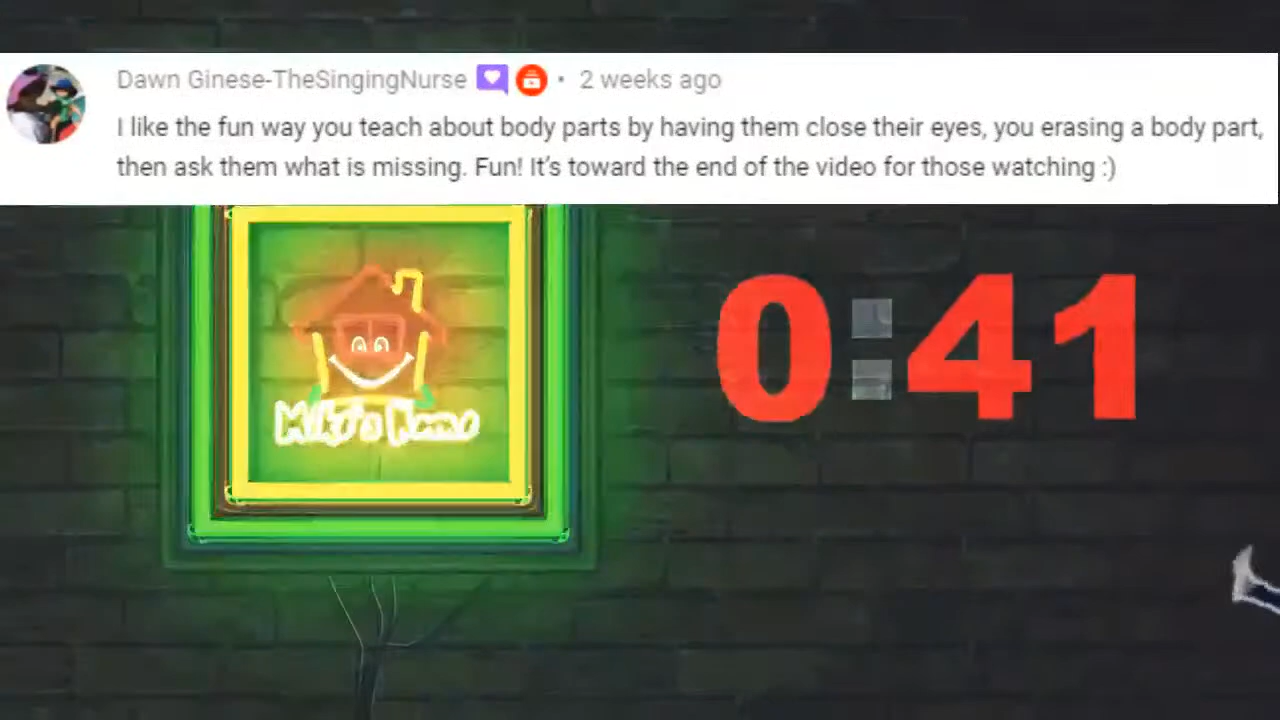 Dawn Ginese-TheSingingNurse • 2 weeks ago
I like the fun way you teach about body parts by having them close their eyes, you erasing a body part,
then ask them what is missing. Fun! It’s toward the end of the video for those watching :)
0:41